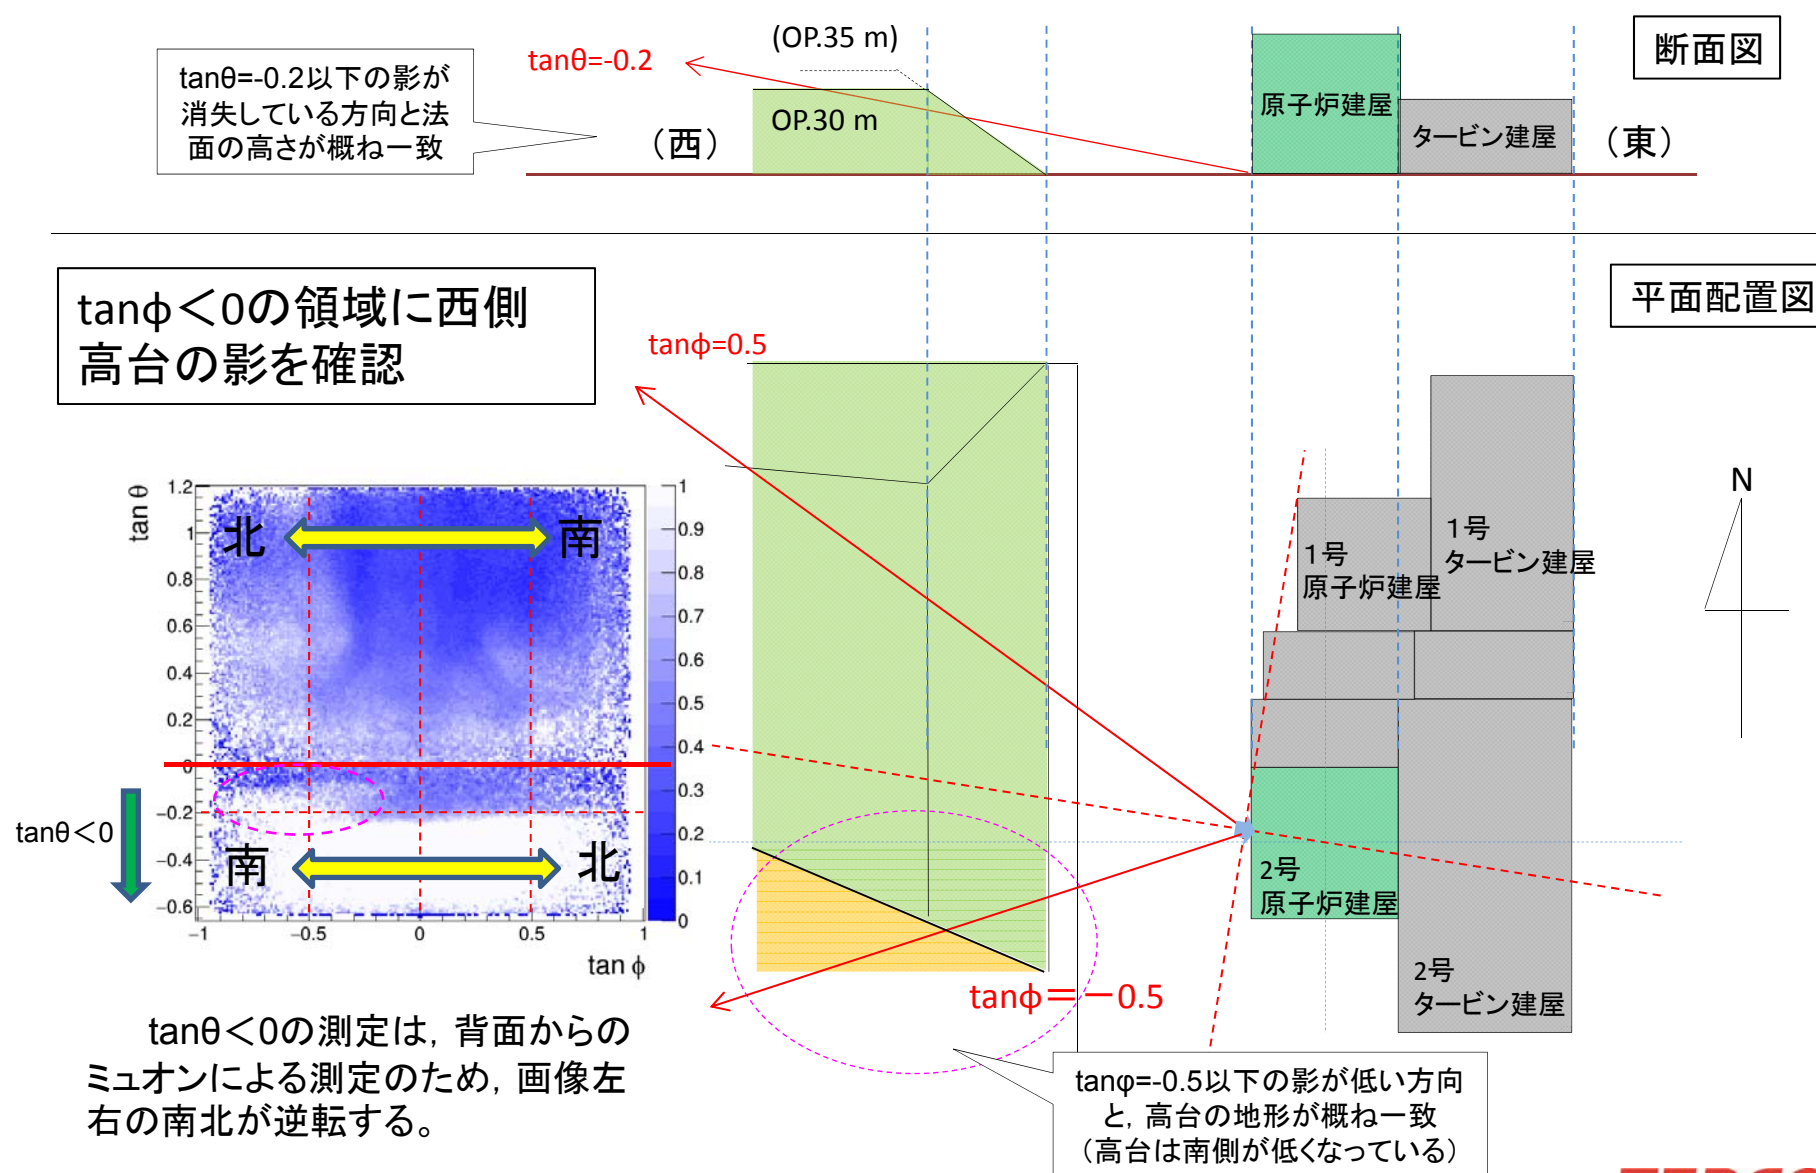 断面図
(OP.35 m)
tanθ=-0.2
tanθ=-0.2以下の影が
消失している方向と法
面の高さが概ね一致
（西）
OP.30 m
原子炉建屋
タービン建屋
（東）
平面配置図
tanφ＜0の領域に西側
高台の影を確認
tanφ=0.5
N
1号
原子炉建屋
1号
タービン建屋
2号
原子炉建屋
2号
タービン建屋
tanφ＝－0.5
tan θ
1.2
1
0.8
0.6
0.4
0.2
0
−0.2
−0.4
−0.6
−1
−0.5
0
0.5
1
tan ϕ
1
0.9
0.8
0.7
0.6
0.5
0.4
0.3
0.2
0.1
0
北
南
南
北
tanθ＜0
tanθ＜0の測定は，背面からの
ミュオンによる測定のため，画像左
右の南北が逆転する。
tanφ=-0.5以下の影が低い方向
と，高台の地形が概ね一致
（高台は南側が低くなっている）